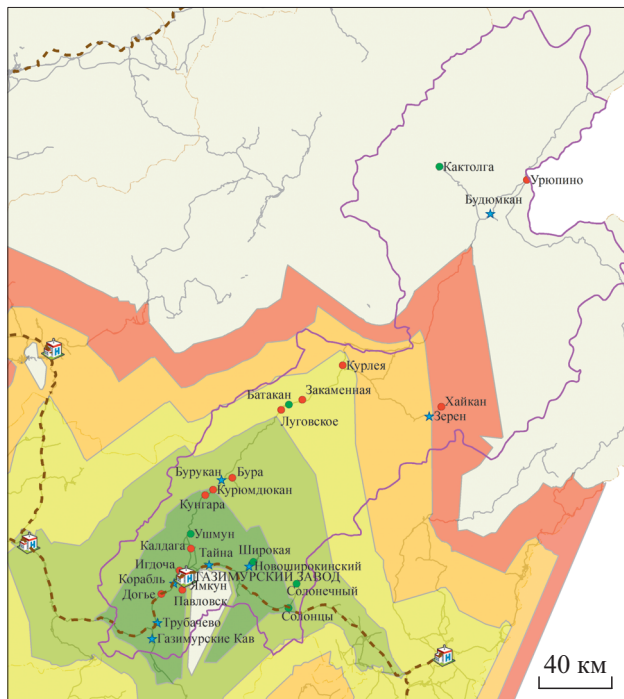 Кактолга
Урюпино
Будюмкан
Курлея
Закаменная
Батакан
Луговское
Хайкан
Зерен
Бурукан
Бура
Курюмдюкан
Кунгара
Ушмун
Калдага
Тайна
Широкая
Новоширокинский
Игдоча
ГАЗИМУРСКИЙ ЗАВОД
Корабль
Ямкун
Солонечный
Догье
Павловск
Солонцы
Трубачево
Газимурские Кав
40 км